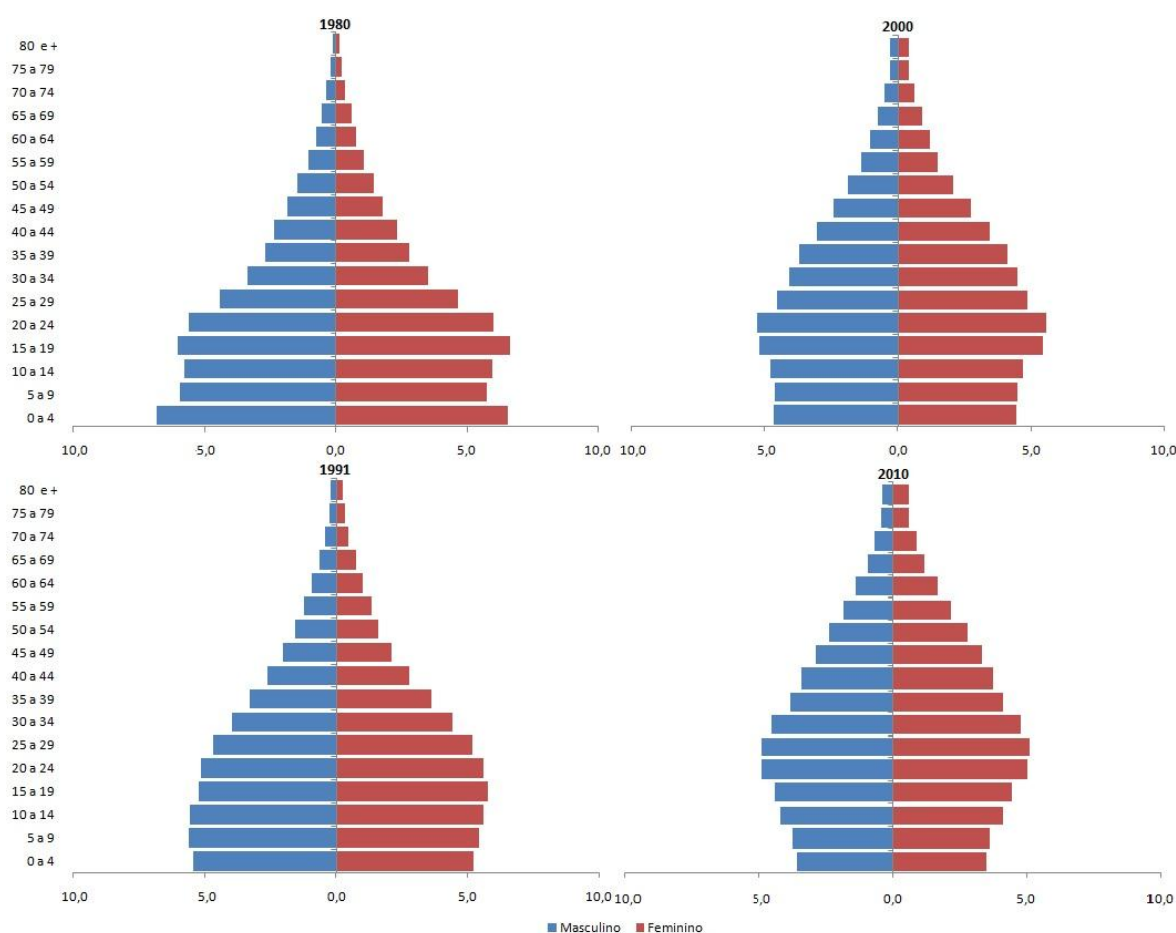 1980
80 e +
75 a 79
70 a 74
65 a 69
60 a 64
55 a 59
50 a 54
45 a 49
40 a 44
35 a 39
30 a 34
25 a 29
20 a 24
15 a 19
10 a 14
5 a 9
0 a 4
10,0 5,0 0,0 5,0 10,0
2000
10,0 5,0 0,0 5,0 10,0
1991
80 e +
75 a 79
70 a 74
65 a 69
60 a 64
55 a 59
50 a 54
45 a 49
40 a 44
35 a 39
30 a 34
25 a 29
20 a 24
15 a 19
10 a 14
5 a 9
0 a 4
10,0 5,0 0,0 5,0 10,0
2010
10,0 5,0 0,0 5,0 10,0
Masculino Feminino